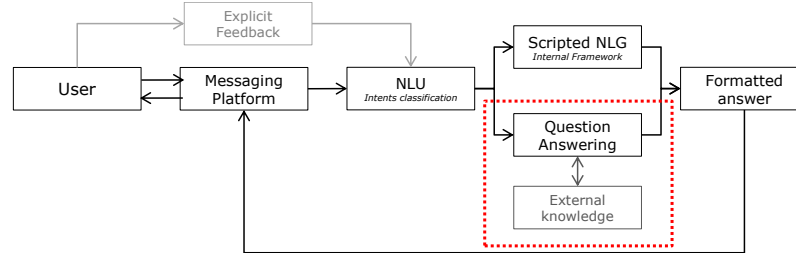 Explicit
Feedback
User
Messaging
Platform
NLU
Intents classification
Scripted NLG
Internal Framework
Question
Answering
External
knowledge
Formatted
answer